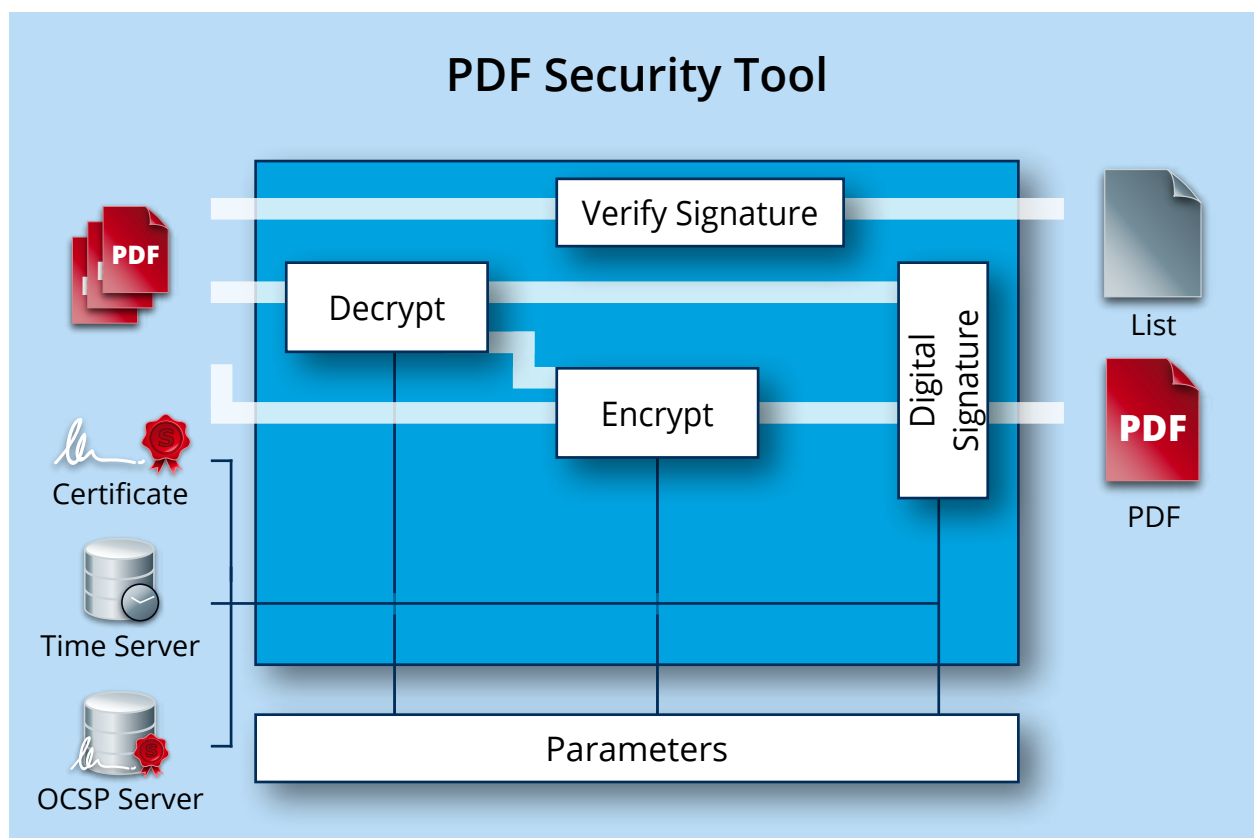 PDF Security Tool
Verify Signature
PDF
Decrypt
List
Digital
Signature
Encrypt
PDF
Certificate
PDF
Time Server
Parameters
OCSP Server